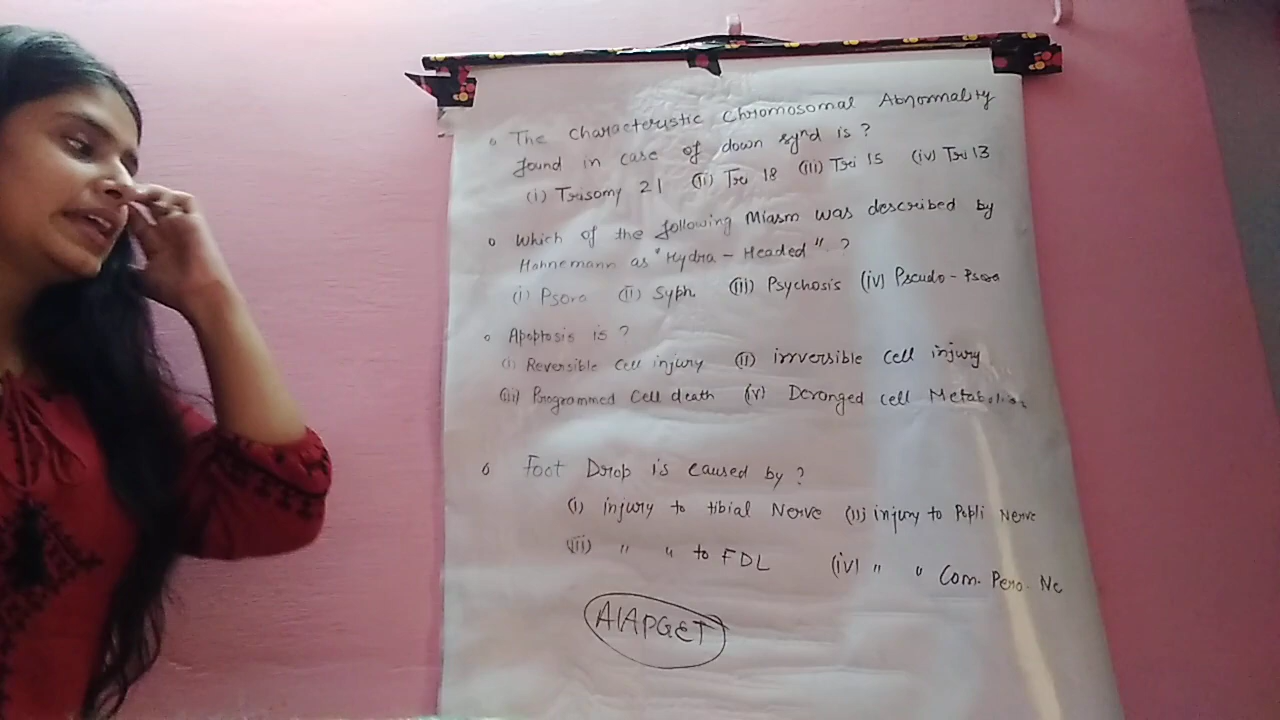 The Characteristic Chromosomal Abnormality
found in case of down synd is ?
(i) Trisomy 21 (ii) Tri 18 (iii) Tri 15 (iv) Tri 13
Which of the following Miasm was described by
Hahnemann as "Hydra - Headed" ?
(i) Psora (ii) Syph. (iii) Psychosis (iv) Pseudo - Psora
Apoptosis is ?
(i) Reversible cell injury (ii) irrversible cell injury
(iii) Programmed cell death (iv) Deranged cell Metabolism
Foot Drop is caused by ?
(i) injury to tibial Nerve (ii) injury to Popli Nerve
(iii) " " to FDL (iv) " " Com. Pero. Ne
AIAPGET